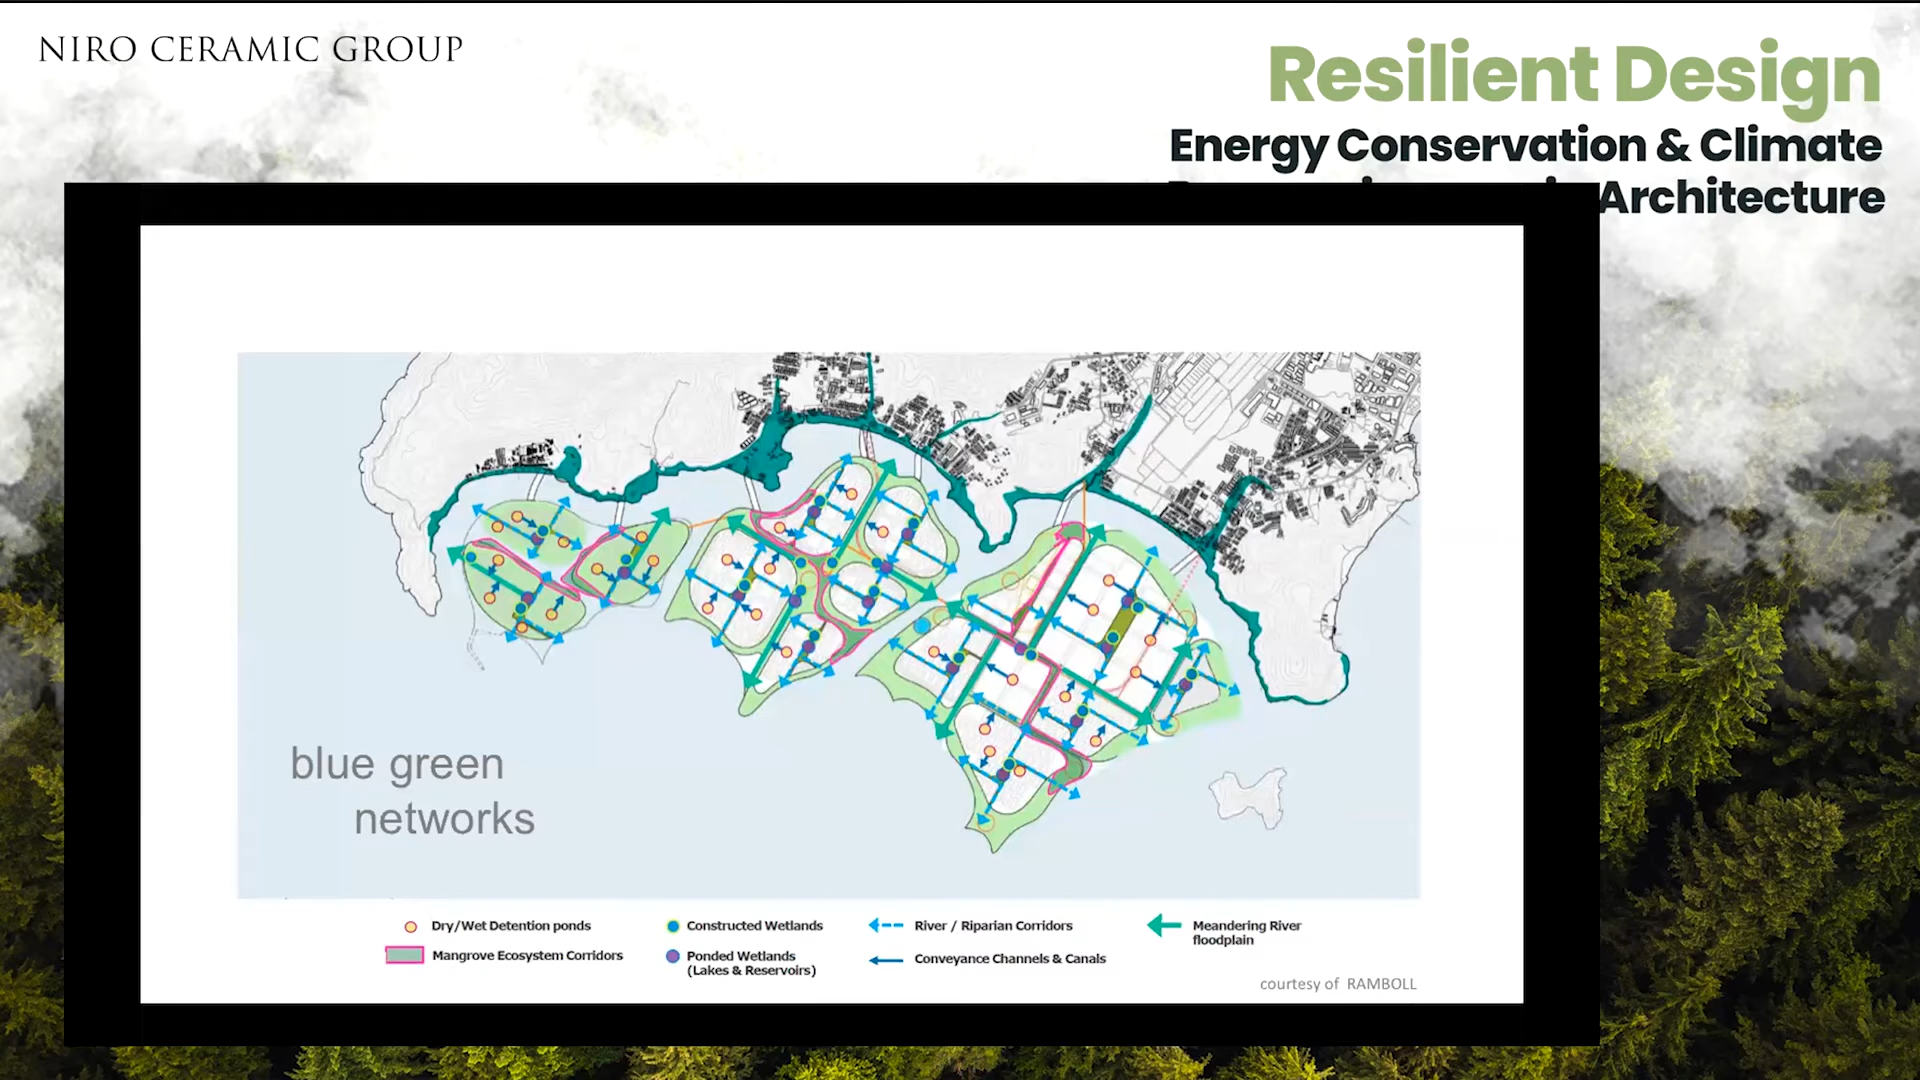 NIRO CERAMIC GROUP
Resilient Design
Energy Conservation & Climate
Architecture
blue green
networks
Dry/Wet Detention ponds
Mangrove Ecosystem Corridors
Constructed Wetlands
Ponded Wetlands
(Lakes & Reservoirs)
River / Riparian Corridors
Conveyance Channels & Canals
Meandering River
floodplain
courtesy of RAMBOLL